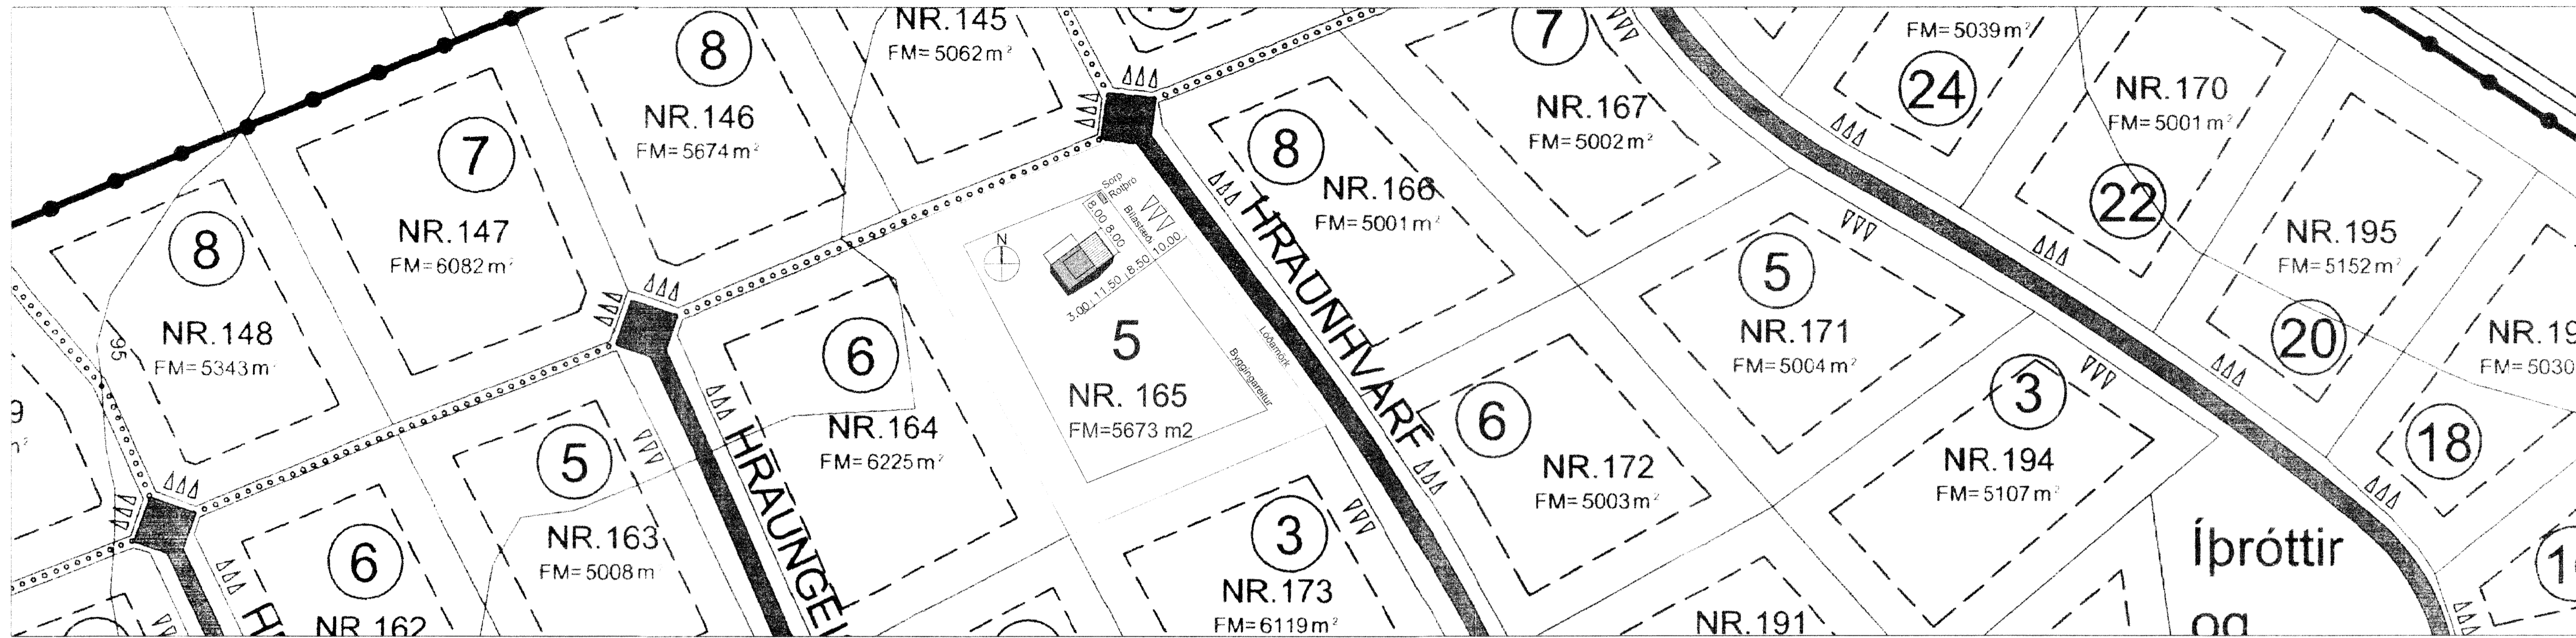 8
NR.146
FM=5674m²
NR.145
FM=5062m²
7
NR.147
FM=6082m²
8
NR.148
FM=5343m
95
9
6
NR.162
5
NR.163
FM=5008m
6
NR.164
FM=6225m²
HRAUNGEI
N
Sorp
Rotþró
Bílastæði
8.00
8.00
3.00
11.50
8.50
10.00
5
NR. 165
FM=5673 m2
Lóðamörk
Byggingareitur
HRAUNHVARF
8
NR.166
FM=5001m²
7
NR.167
FM=5002m²
3
NR.173
FM=6119m²
6
NR.172
FM=5003m²
5
NR.171
FM=5004m²
3
NR.194
FM=5107m²
NR.191
FM=5039m²
24
NR.170
FM=5001m²
22
NR.195
FM=5152m²
20
FM=5030
18
Íþróttir
og